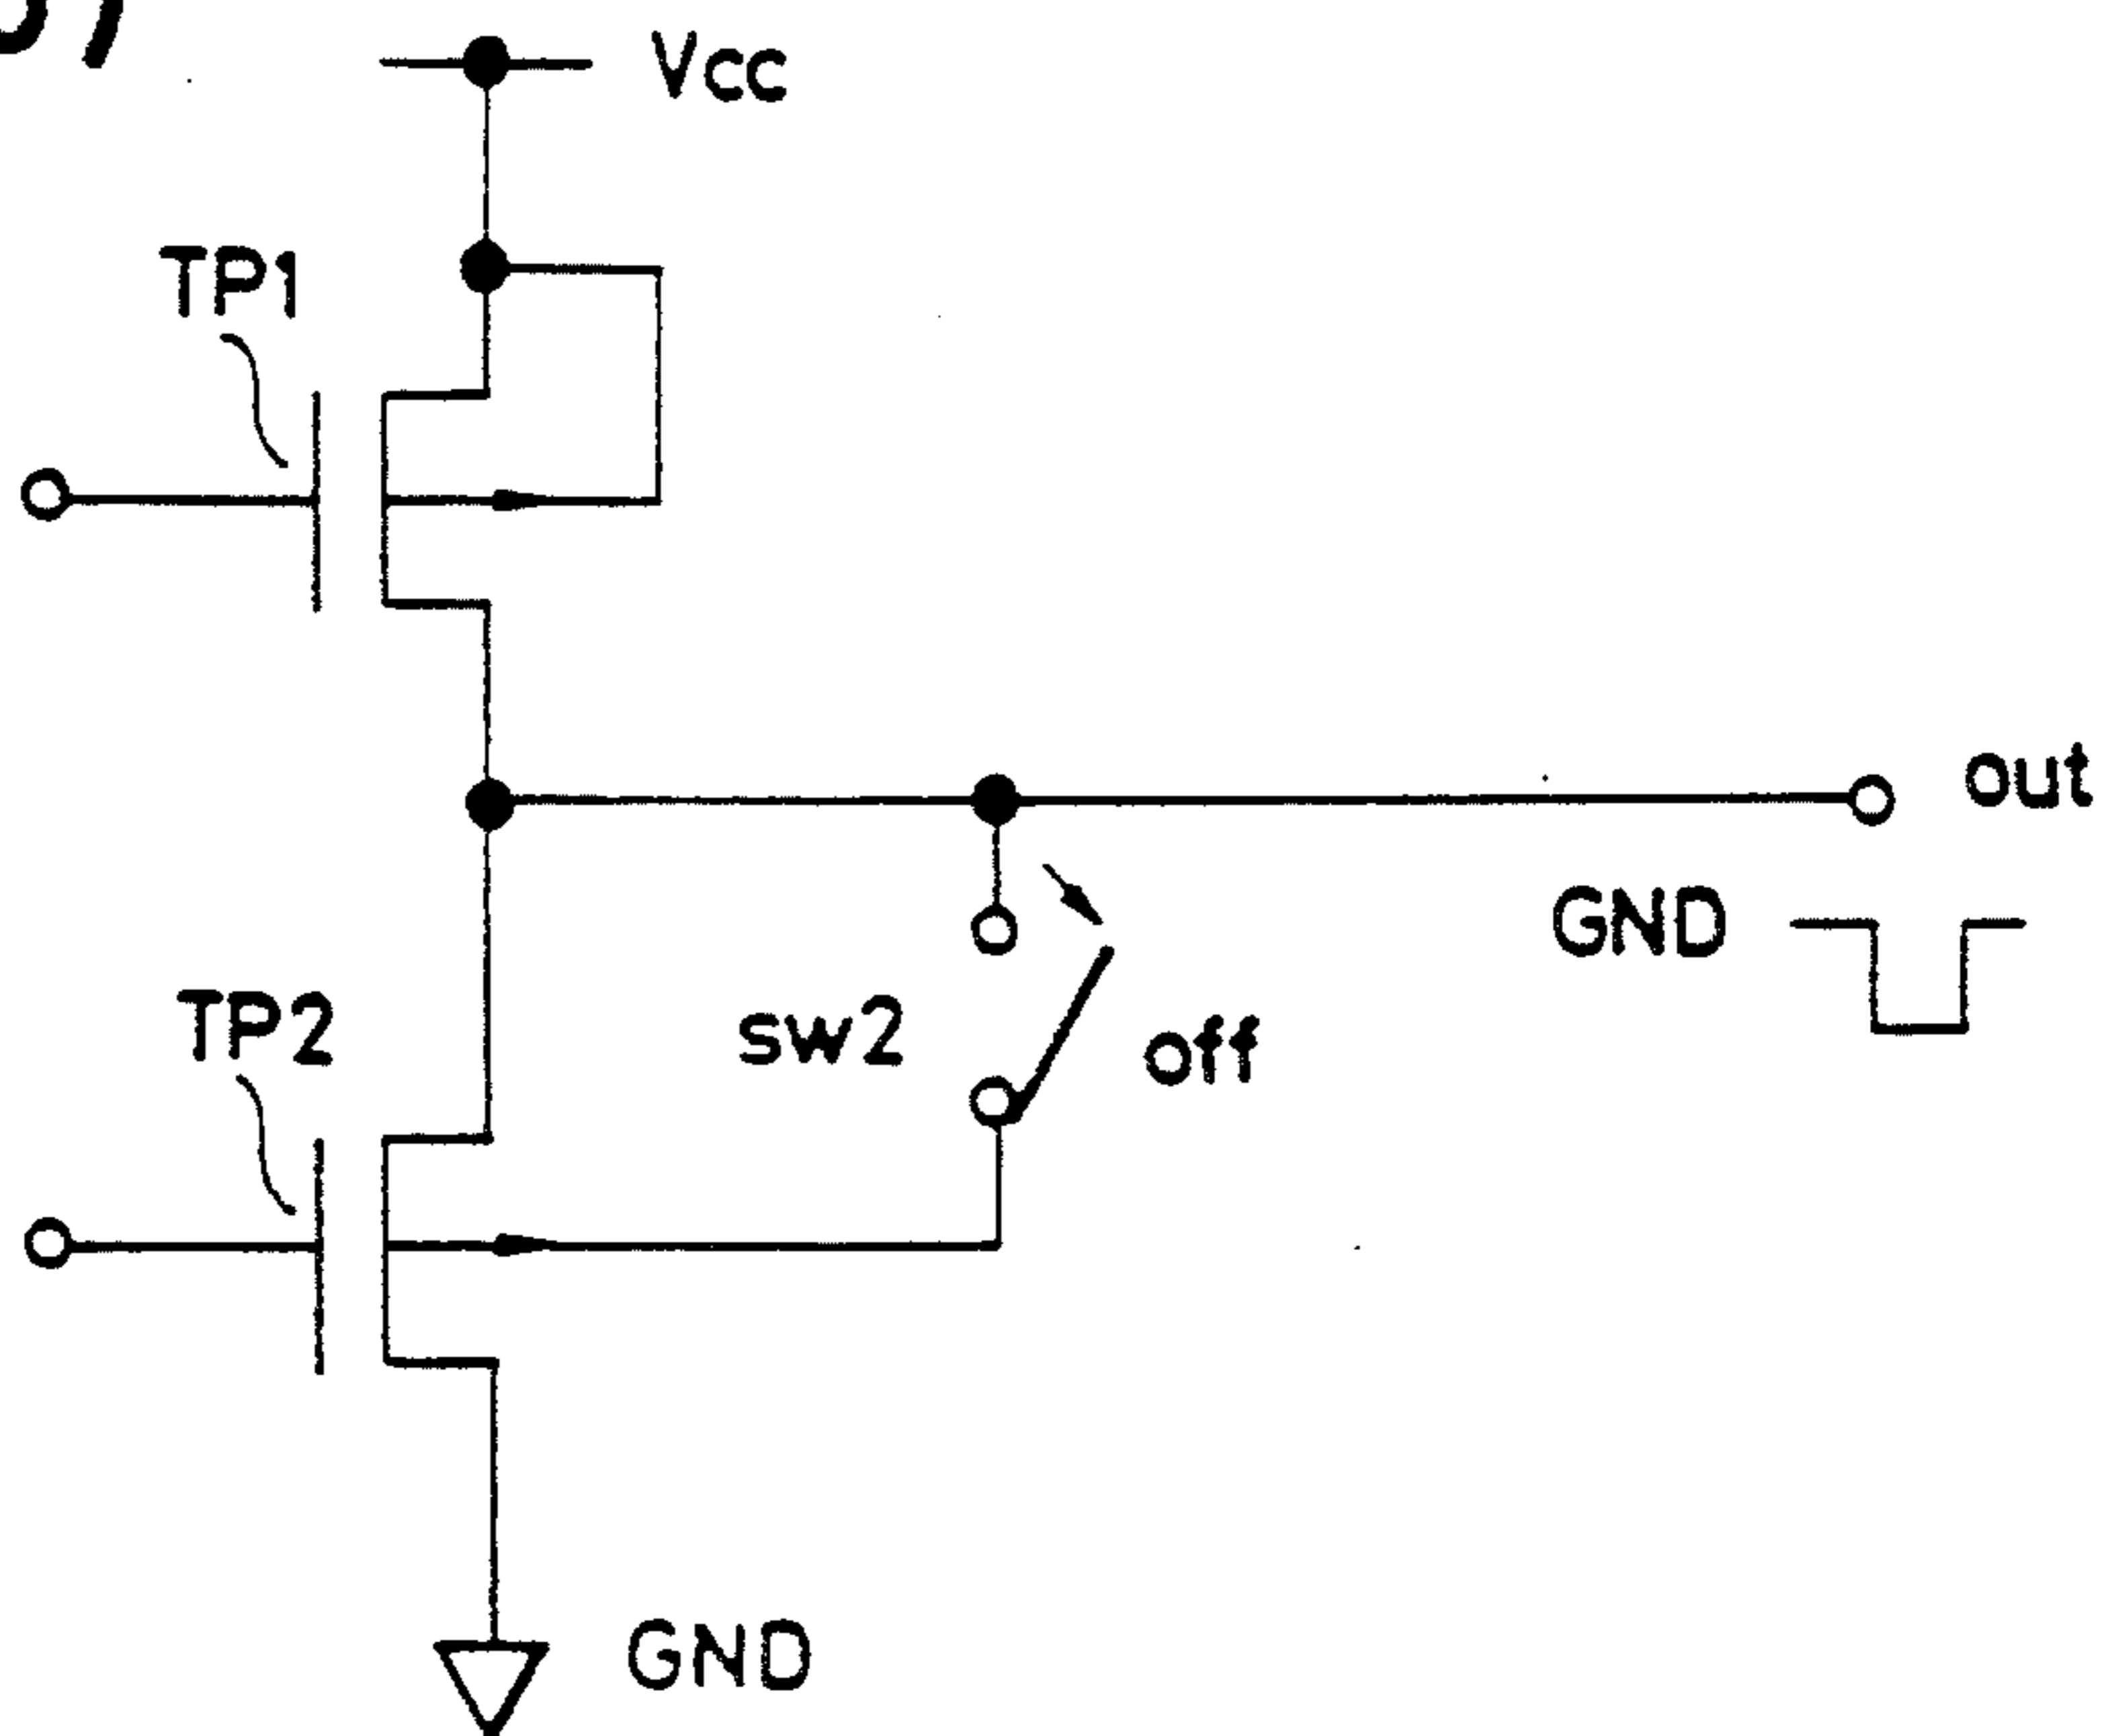 Vcc
TP1
out
GND
TP2
sw2
off
GND